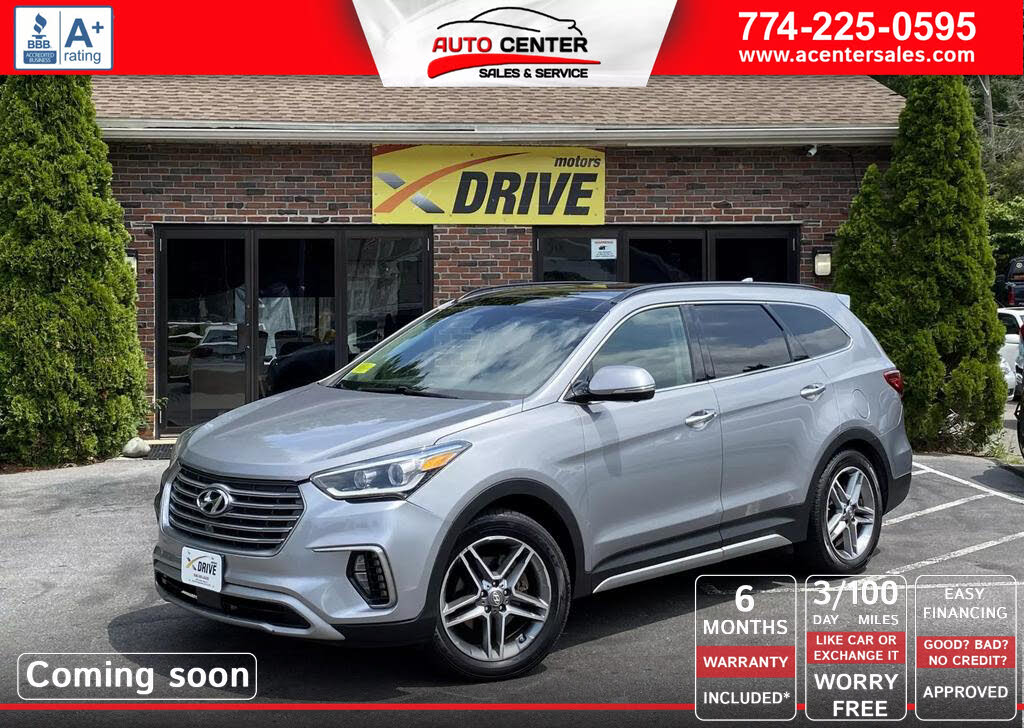 BBB
ACCREDITED
BUSINESS
A+
rating
AUTO CENTER
SALES & SERVICE
774-225-0595
www.acentersales.com
motors
X DRIVE
X DRIVE
Coming soon
6
MONTHS
WARRANTY
INCLUDED*
3/100
DAY MILES
LIKE CAR OR
EXCHANGE IT
WORRY
FREE
EASY
FINANCING
GOOD? BAD?
NO CREDIT?
APPROVED